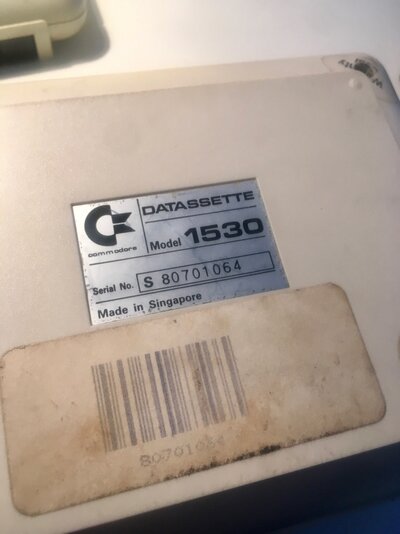 commodore
DATASSETTE
Model 1530
Serial No. S 80701064
Made in Singapore
80701064